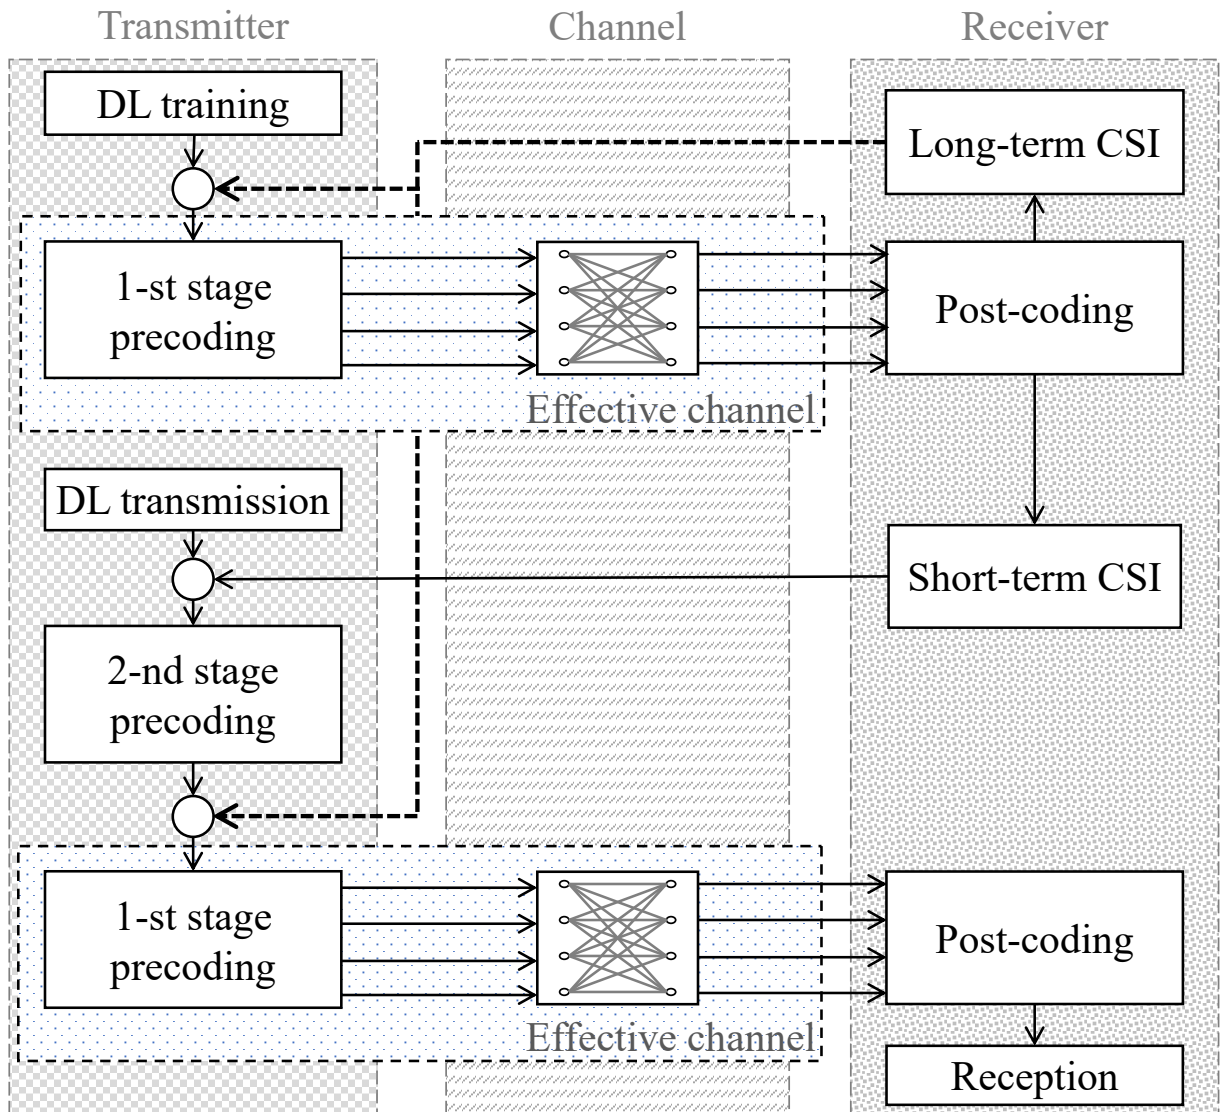 Transmitter
Channel
Receiver
DL training
Long-term CSI
1-st stage
precoding
Post-coding
Effective channel
DL transmission
Short-term CSI
2-nd stage
precoding
1-st stage
precoding
Post-coding
Effective channel
Reception